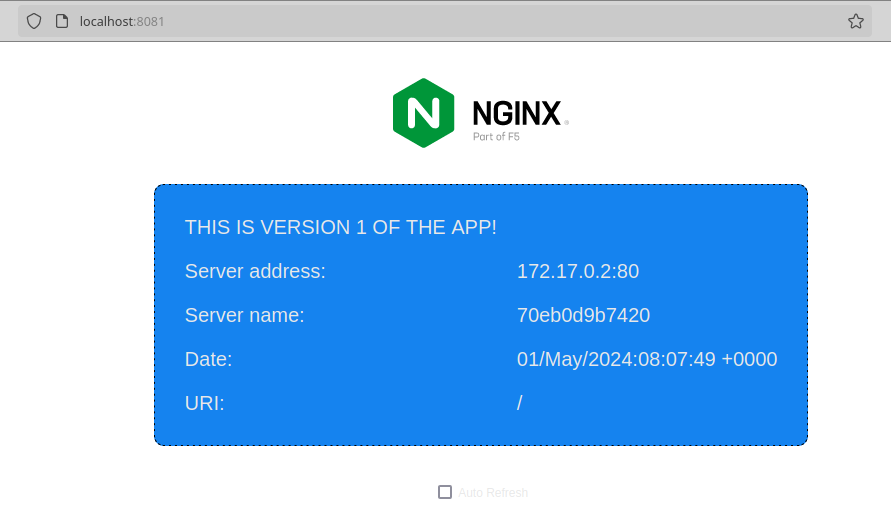 localhost:8081
NGINX
Part of F5
THIS IS VERSION 1 OF THE APP!
Server address: 172.17.0.2:80
Server name: 70eb0d9b7420
Date: 01/May/2024:08:07:49 +0000
URI: /
Auto Refresh